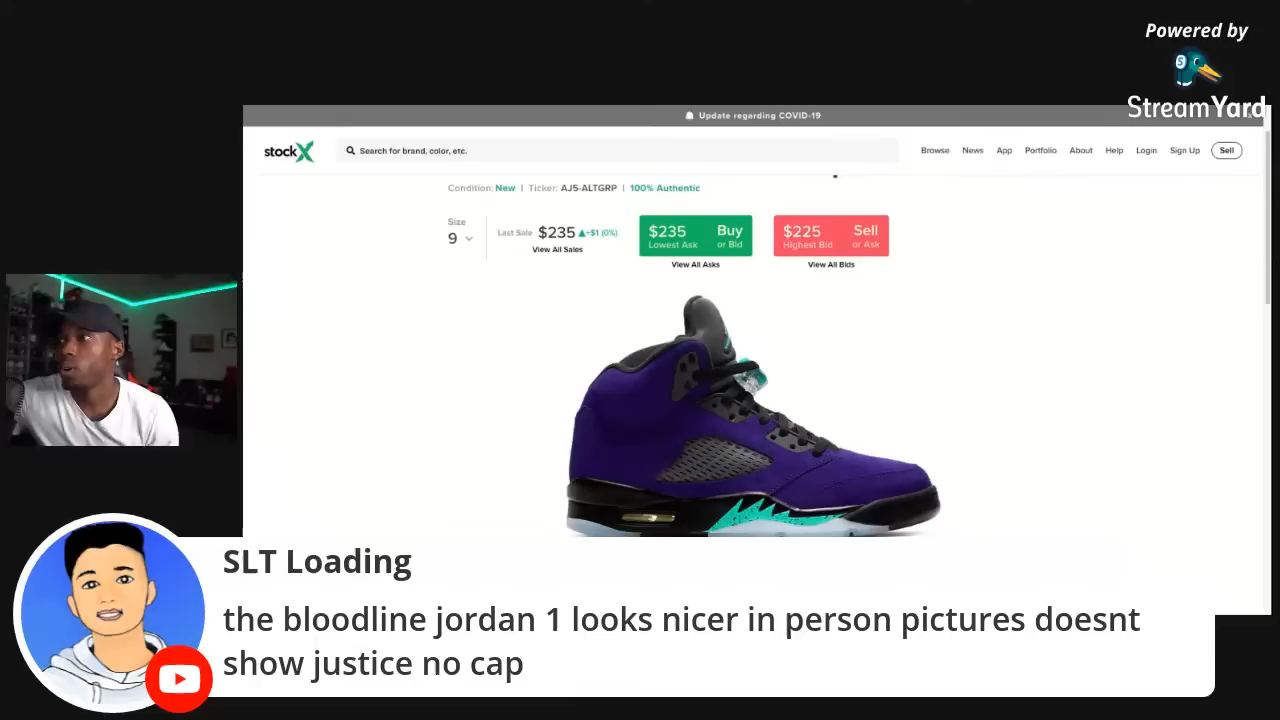 Powered by
StreamYard
Update regarding COVID-19
stockX
Search for brand, color, etc.
Browse News App Portfolio About Help Login Sign Up Sell
Condition: New | Ticker: AJ5-ALTGRP | 100% Authentic
Size
9
Last Sale $235 ▲+$1 (0%)
View All Sales
$235 Buy
Lowest Ask or Bid
View All Asks
$225 Sell
Highest Bid or Ask
View All Bids
SLT Loading
the bloodline jordan 1 looks nicer in person pictures doesnt
show justice no cap